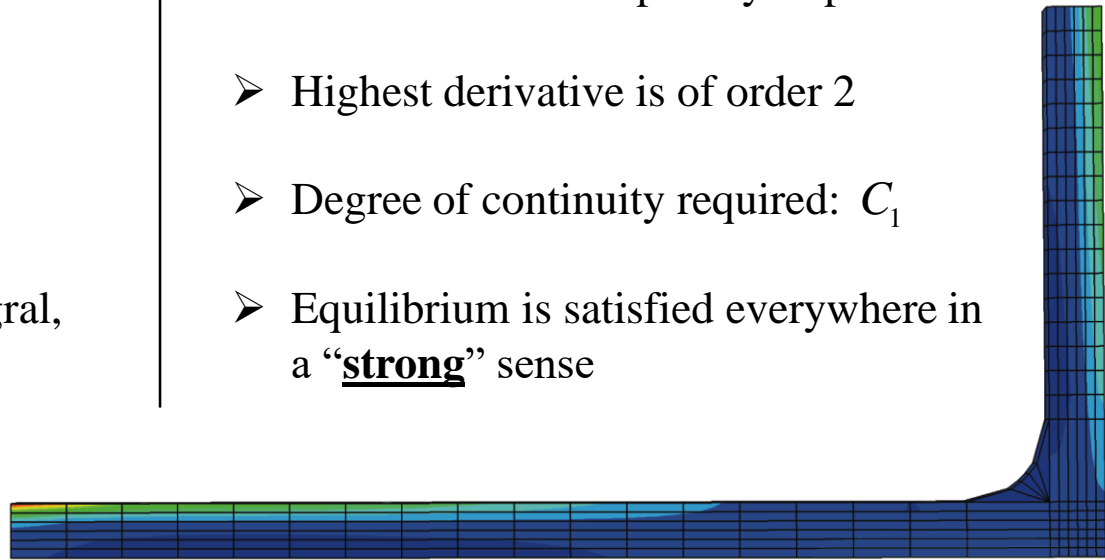 ➤ Highest derivative is of order 2
➤ Degree of continuity required: C₁
gral,
➤ Equilibrium is satisfied everywhere in
a “strong” sense